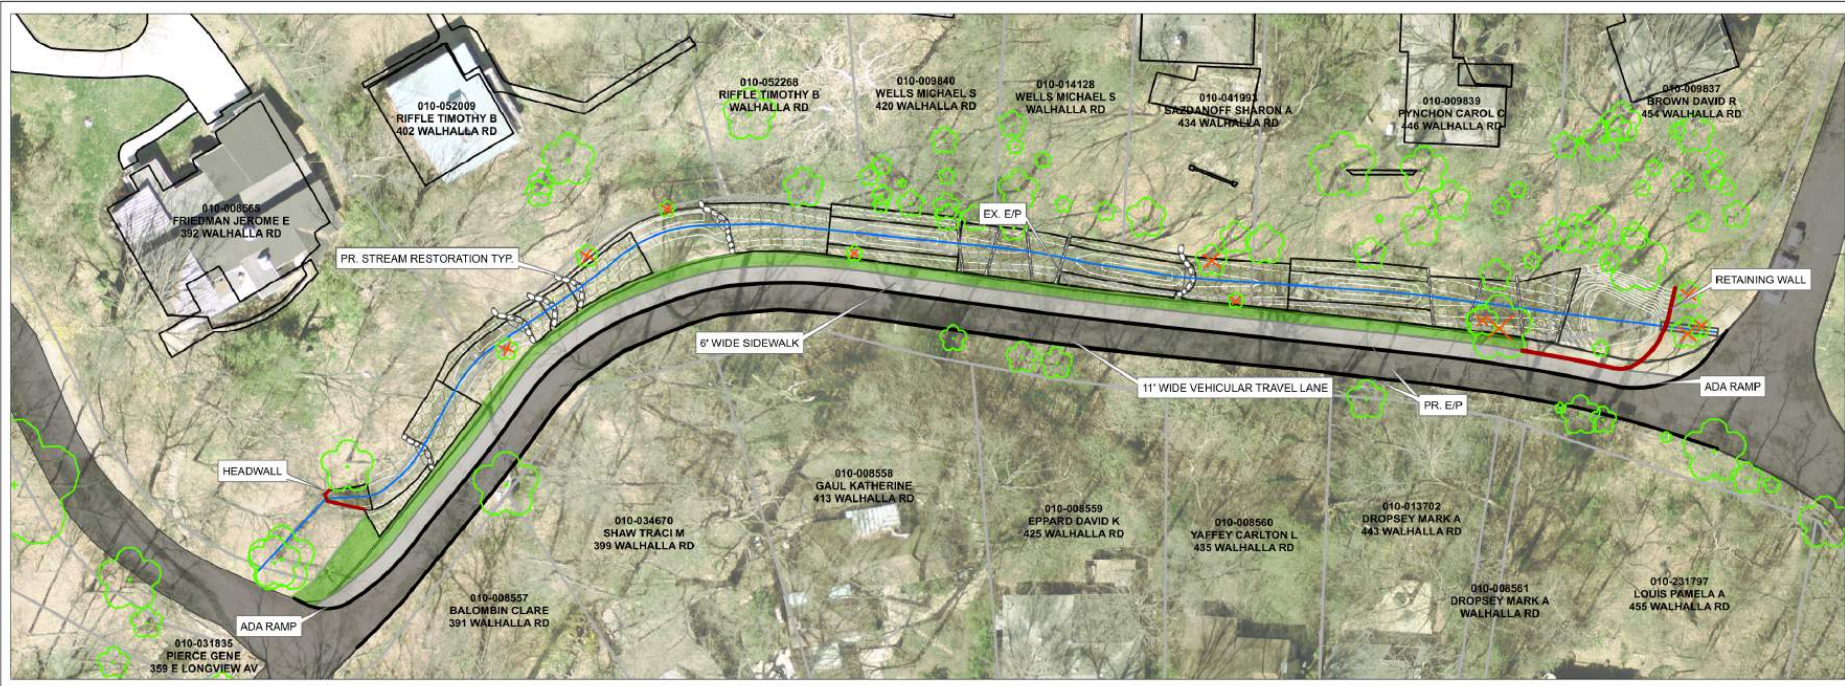 010-052268
RIFFLE TIMOTHY B
WALHALLA RD
010-009840
WELLS MICHAEL S
420 WALHALLA RD
010-014128
WELLS MICHAEL S
WALHALLA RD
010-041993
SAZDANOFF SHARON A
434 WALHALLA RD
010-009839
PYNCHON CAROL C
446 WALHALLA RD
010-009837
BROWN DAVID R
454 WALHALLA RD
010-052009
RIFFLE TIMOTHY B
402 WALHALLA RD
010-008565
FRIEDMAN JEROME E
392 WALHALLA RD
EX. E/P
PR. STREAM RESTORATION TYP.
RETAINING WALL
6' WIDE SIDEWALK
11' WIDE VEHICULAR TRAVEL LANE
ADA RAMP
PR. E/P
HEADWALL
010-008558
GAUL KATHERINE
413 WALHALLA RD
010-034670
SHAW TRACI M
399 WALHALLA RD
010-008559
EPPARD DAVID K
425 WALHALLA RD
010-008560
YAFFEY CARLTON L
435 WALHALLA RD
010-013702
DROPSEY MARK A
443 WALHALLA RD
010-008561
DROPSEY MARK A
WALHALLA RD
010-231797
LOUIS PAMELA A
455 WALHALLA RD
010-008557
BALOMBIN CLARE
391 WALHALLA RD
ADA RAMP
010-031835
PIERCE GENE
359 E LONGVIEW AV